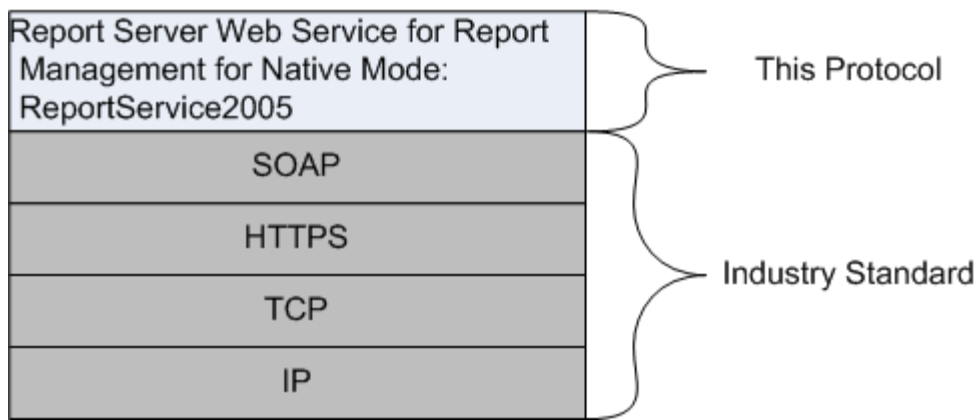 Report Server Web Service for Report
Management for Native Mode:
ReportService2005
This Protocol
SOAP
HTTPS
TCP
IP
Industry Standard